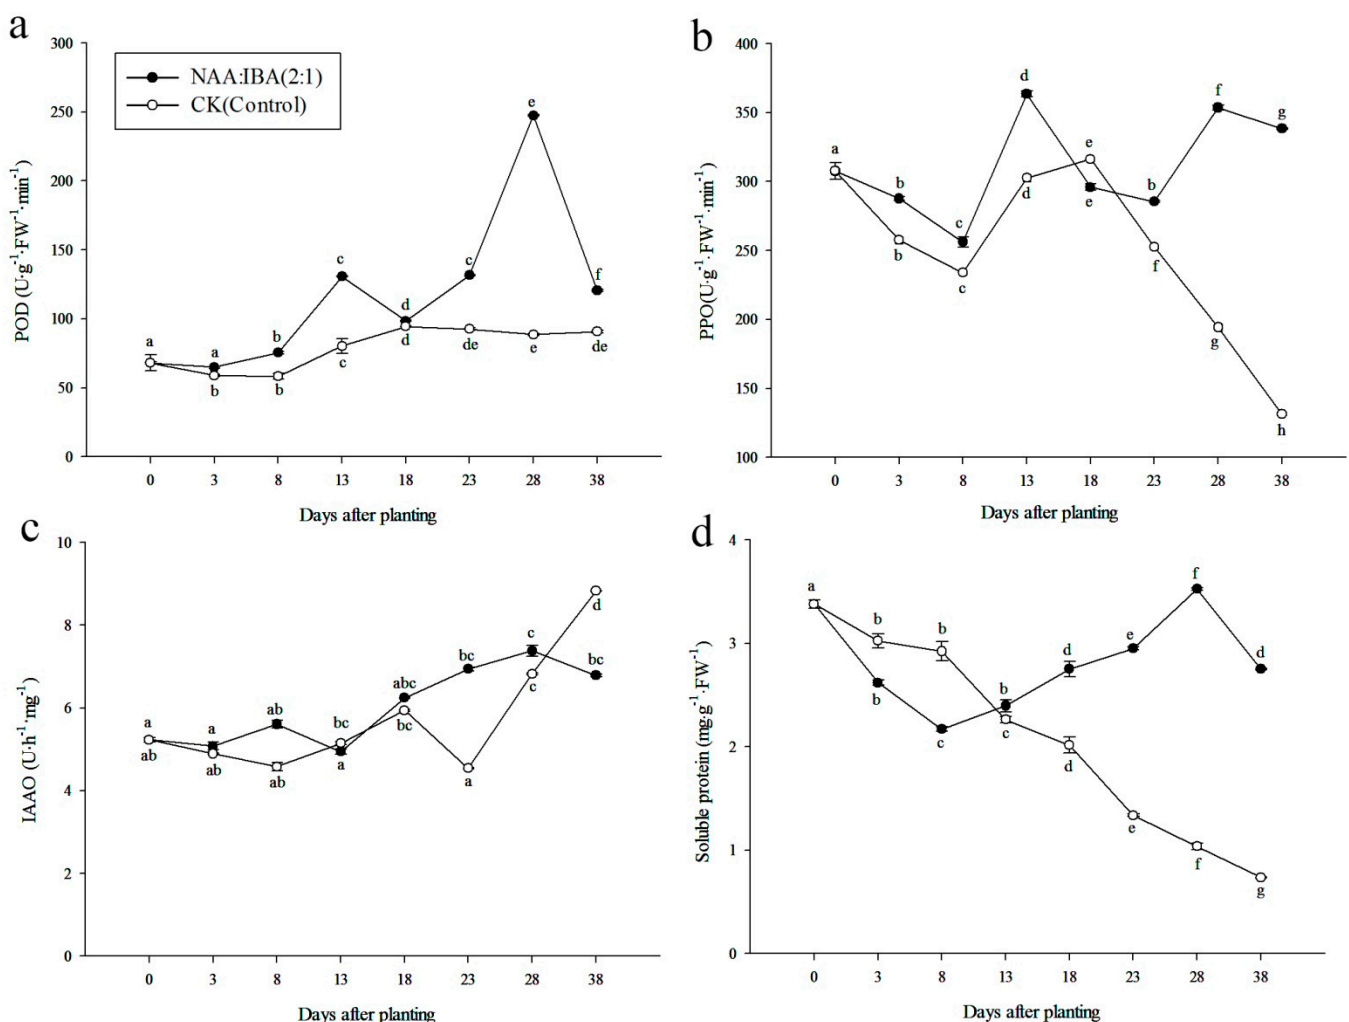 a
300
250
200
150
100
50
0
POD (U·g⁻¹·FW⁻¹·min⁻¹)
NAA:IBA(2:1)
CK(Control)
a a b c d c e f
b b c d de e de
0 3 8 13 18 23 28 38
Days after planting
b
400
350
300
250
200
150
100
PPO(U·g⁻¹·FW⁻¹·min⁻¹)
a b c d e b f g
b c d e f g h
0 3 8 13 18 23 28 38
Days after planting
c
10
8
6
4
2
0
IAAO (U·h⁻¹·mg⁻¹)
a a ab bc abc bc c bc
ab ab ab a bc a c d
0 3 8 13 18 23 28 38
Days after planting
d
4
3
2
1
0
Soluble protein (mg·g⁻¹·FW⁻¹)
a b b b d e f d
b c c d e f g
0 3 8 13 18 23 28 38
Days after planting